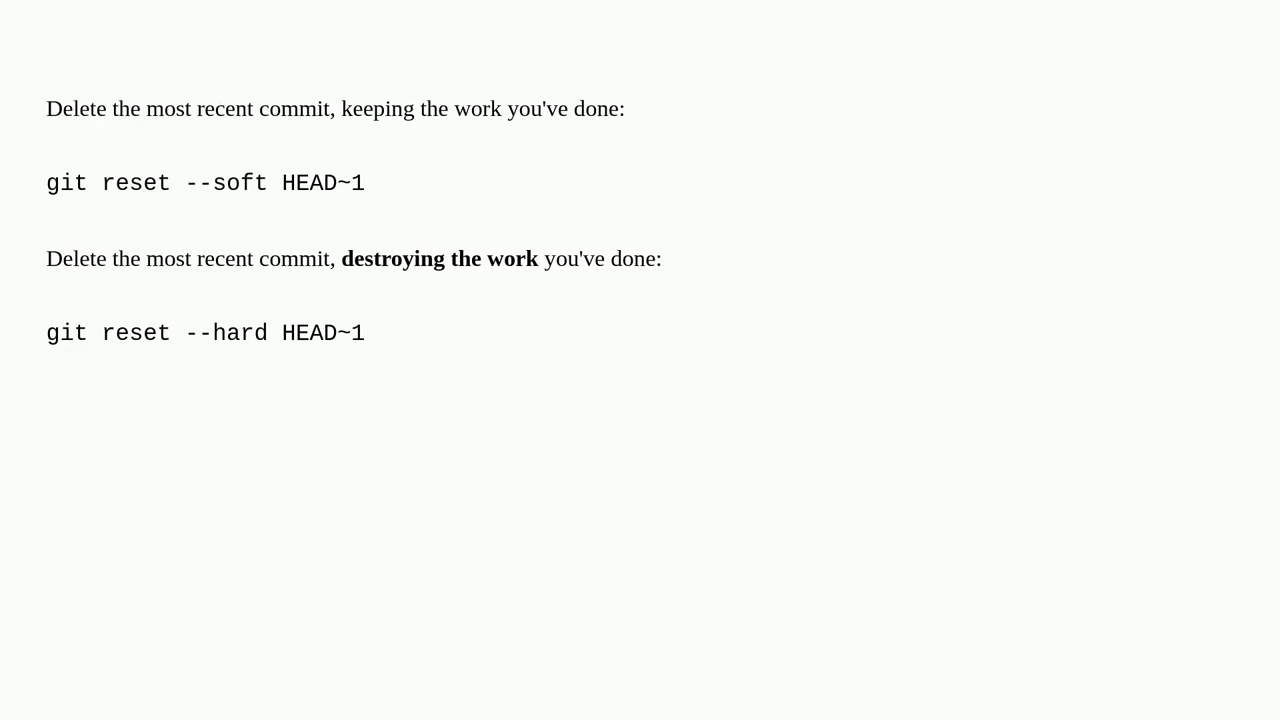 Delete the most recent commit, keeping the work you've done:
git reset --soft HEAD~1
Delete the most recent commit, destroying the work you've done:
git reset --hard HEAD~1